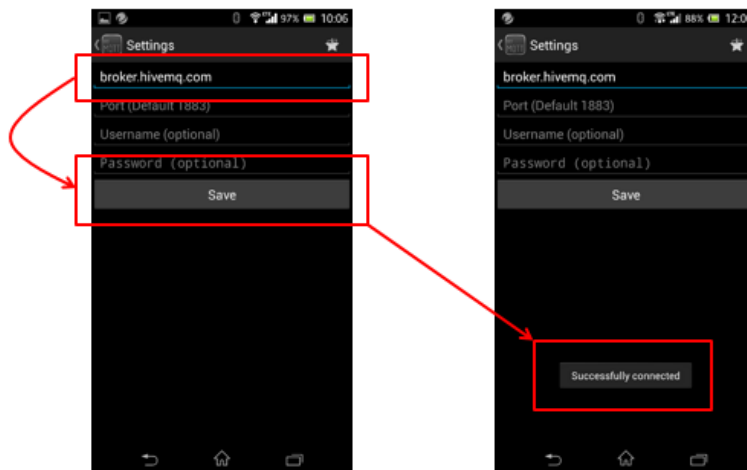 97% 10:06
Settings
broker.hivemq.com
Port (Default 1883)
Username (optional)
Password (optional)
Save
88% 12:0
Settings
broker.hivemq.com
Port (Default 1883)
Username (optional)
Password (optional)
Save
Successfully connected